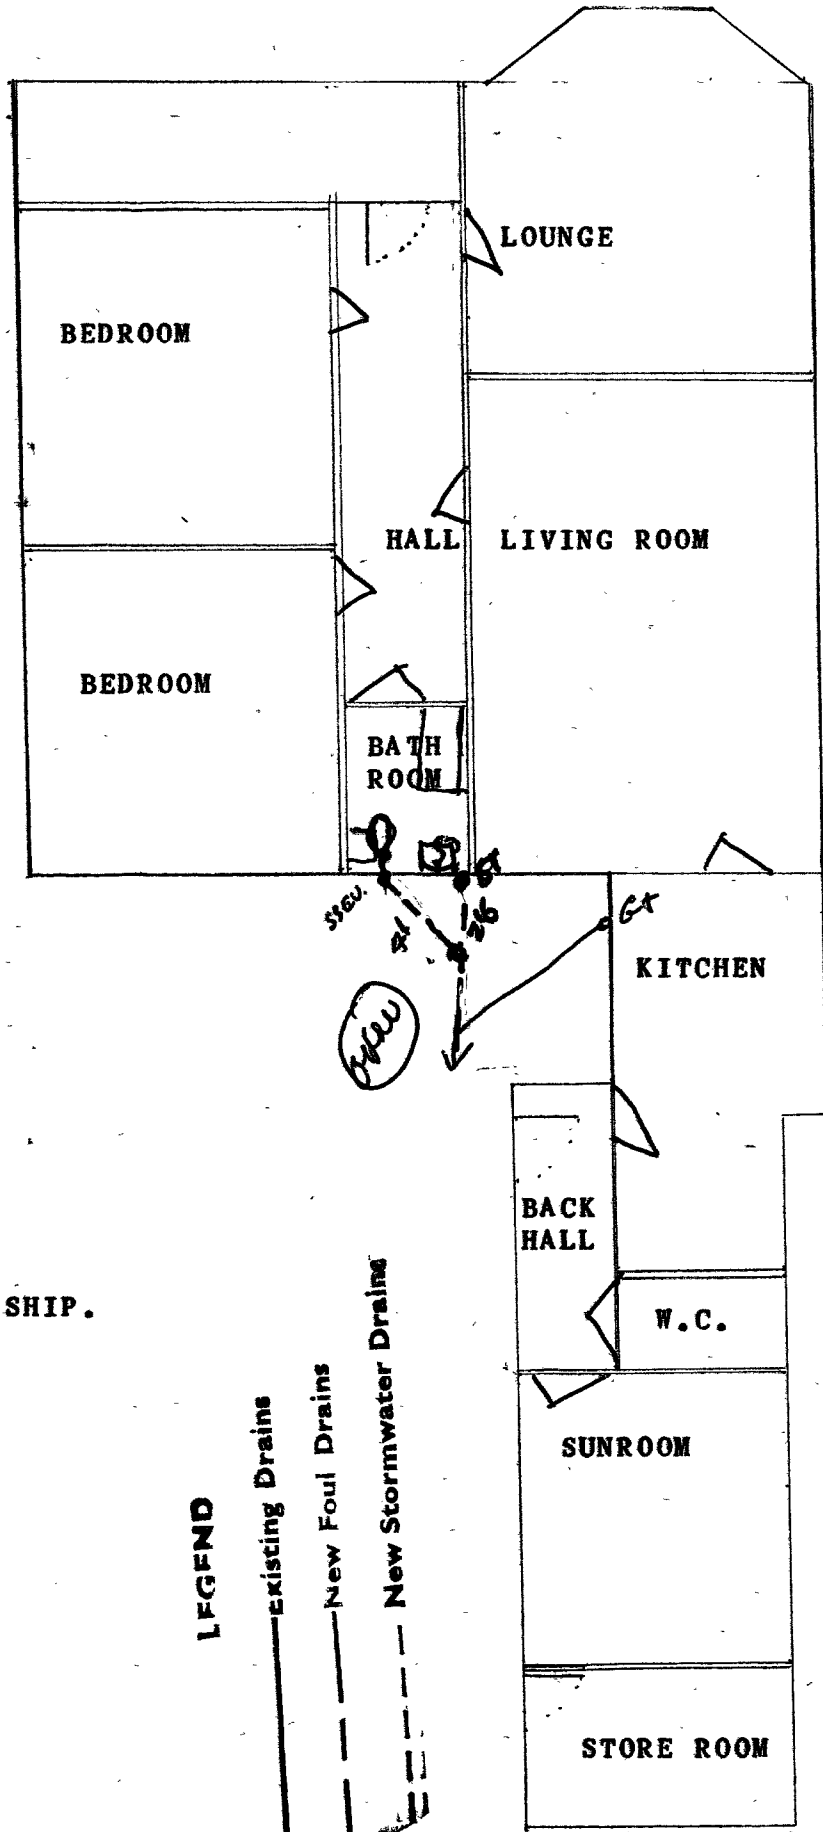 LOUNGE
BEDROOM
HALL
LIVING ROOM
BEDROOM
BATH
ROOM
GT
26
GT
KITCHEN
BACK
HALL
SHIP.
W.C.
SUNROOM
LEGEND
Existing Drains
New Foul Drains
New Stormwater Drains
STORE ROOM